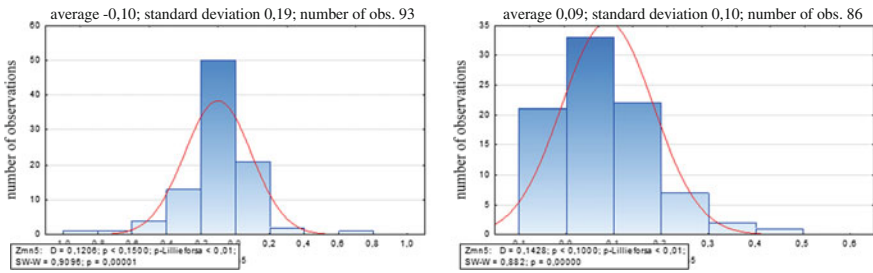 average -0,10; standard deviation 0,19; number of obs. 93
60
50
40
30
20
10
0
number of observations
0,2 0,4 0,6 0,8 1,0
Zmn5: D = 0,1206; p < 0,1500; p-Lillieforsa < 0,01;
SW-W = 0,9096; p = 0,00001
5
average 0,09; standard deviation 0,10; number of obs. 86
35
30
25
20
15
10
5
0
number of observations
0,2 0,3 0,4 0,5 0,6
Zmn5: D = 0,1428; p < 0,1000; p-Lillieforsa < 0,01;
SW-W = 0,882; p = 0,00000
5